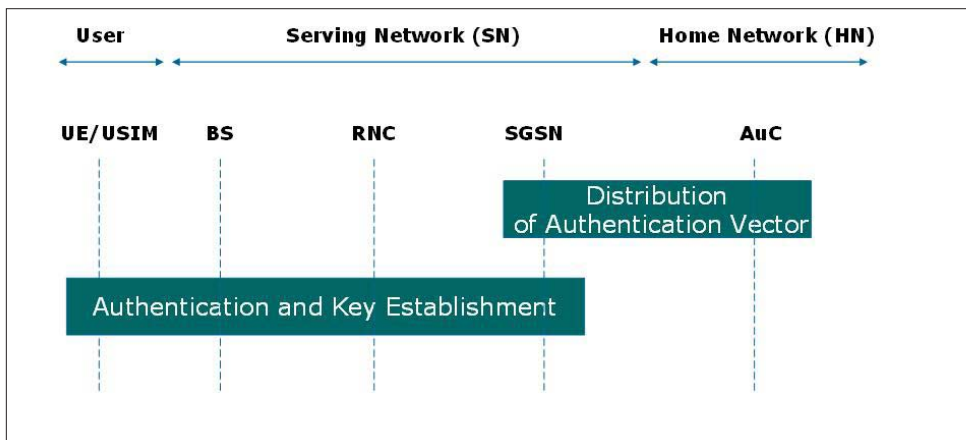 User
Serving Network (SN)
Home Network (HN)
UE/USIM
BS
RNC
SGSN
AuC
Distribution
of Authentication Vector
Authentication and Key Establishment